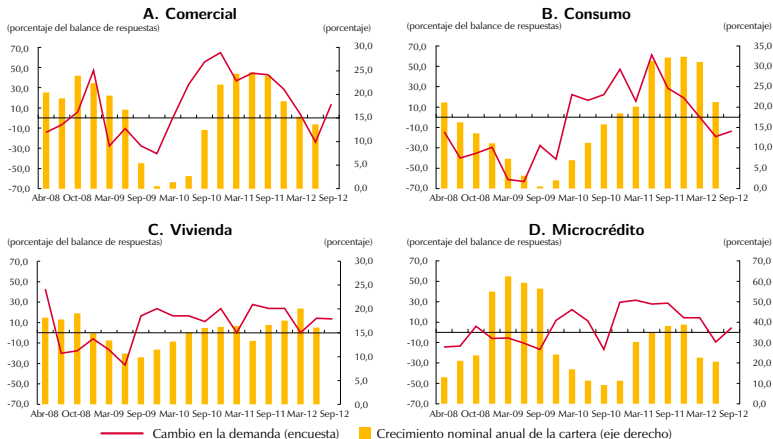 A. Comercial
(porcentaje del balance de respuestas) (porcentaje)
70,0 30,0
50,0 25,0
30,0 20,0
10,0 15,0
-10,0
-30,0 10,0
-50,0 5,0
-70,0 0,0
Abr-08 Oct-08 Mar-09 Sep-09 Mar-10 Sep-10 Mar-11 Sep-11 Mar-12 Sep-12
B. Consumo
(porcentaje del balance de respuestas) (porcentaje)
70,0 35,0
50,0 30,0
30,0 25,0
10,0 20,0
-10,0 15,0
-30,0 10,0
-50,0 5,0
-70,0 0,0
Abr-08 Oct-08 Mar-09 Sep-09 Mar-10 Sep-10 Mar-11 Sep-11 Mar-12 Sep-12
C. Vivienda
(porcentaje del balance de respuestas) (porcentaje)
70,0 30,0
50,0 25,0
30,0 20,0
10,0 15,0
-10,0
-30,0 10,0
-50,0 5,0
-70,0 0,0
Abr-08 Oct-08 Mar-09 Sep-09 Mar-10 Sep-10 Mar-11 Sep-11 Mar-12 Sep-12
D. Microcrédito
(porcentaje del balance de respuestas) (porcentaje)
70,0 70,0
50,0 60,0
30,0 50,0
10,0 40,0
-10,0 30,0
-30,0 20,0
-50,0 10,0
-70,0 0,0
Abr-08 Oct-08 Mar-09 Sep-09 Mar-10 Sep-10 Mar-11 Sep-11 Mar-12 Sep-12
Cambio en la demanda (encuesta) Crecimiento nominal anual de la cartera (eje derecho)